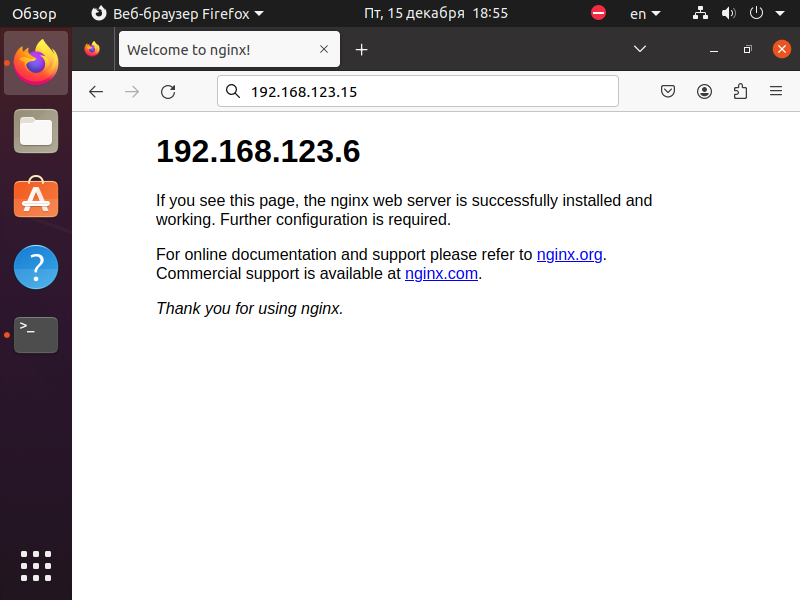 Обзор
Веб-браузер Firefox
Пт, 15 декабря 18:55
en
Welcome to nginx!
192.168.123.15
192.168.123.6
If you see this page, the nginx web server is successfully installed and
working. Further configuration is required.
For online documentation and support please refer to nginx.org.
Commercial support is available at nginx.com.
Thank you for using nginx.